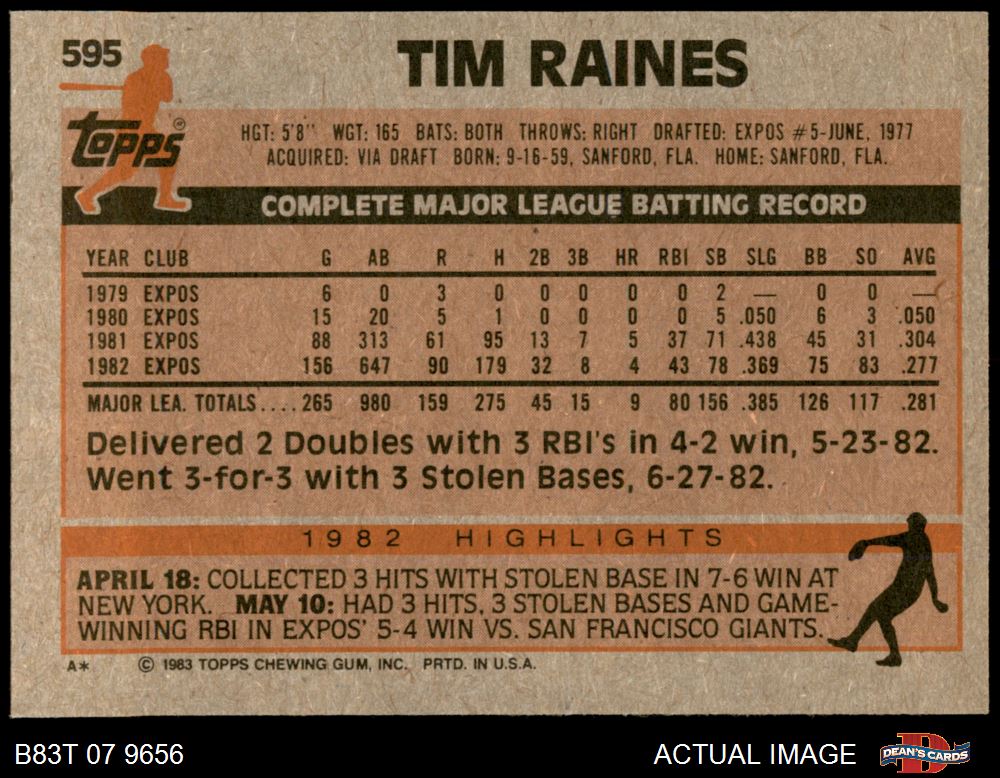 595
TIM RAINES
Topps®
HGT: 5'8" WGT: 165 BATS: BOTH THROWS: RIGHT DRAFTED: EXPOS #5-JUNE, 1977
ACQUIRED: VIA DRAFT BORN: 9-16-59, SANFORD, FLA. HOME: SANFORD, FLA.
COMPLETE MAJOR LEAGUE BATTING RECORD
YEAR CLUB G AB R H 2B 3B HR RBI SB SLG BB SO AVG
1979 EXPOS 6 0 3 0 0 0 0 0 2 — 0 0 —
1980 EXPOS 15 20 5 1 0 0 0 0 5 .050 6 3 .050
1981 EXPOS 88 313 61 95 13 7 5 37 71 .438 45 31 .304
1982 EXPOS 156 647 90 179 32 8 4 43 78 .369 75 83 .277
MAJOR LEA. TOTALS.... 265 980 159 275 45 15 9 80 156 .385 126 117 .281
Delivered 2 Doubles with 3 RBI's in 4-2 win, 5-23-82.
Went 3-for-3 with 3 Stolen Bases, 6-27-82.
1982 HIGHLIGHTS
APRIL 18: COLLECTED 3 HITS WITH STOLEN BASE IN 7-6 WIN AT
NEW YORK. MAY 10: HAD 3 HITS, 3 STOLEN BASES AND GAME-
WINNING RBI IN EXPOS' 5-4 WIN VS. SAN FRANCISCO GIANTS.
A* © 1983 TOPPS CHEWING GUM, INC. PRTD. IN U.S.A.
B83T 07 9656 ACTUAL IMAGE
D
DEAN'S CARDS